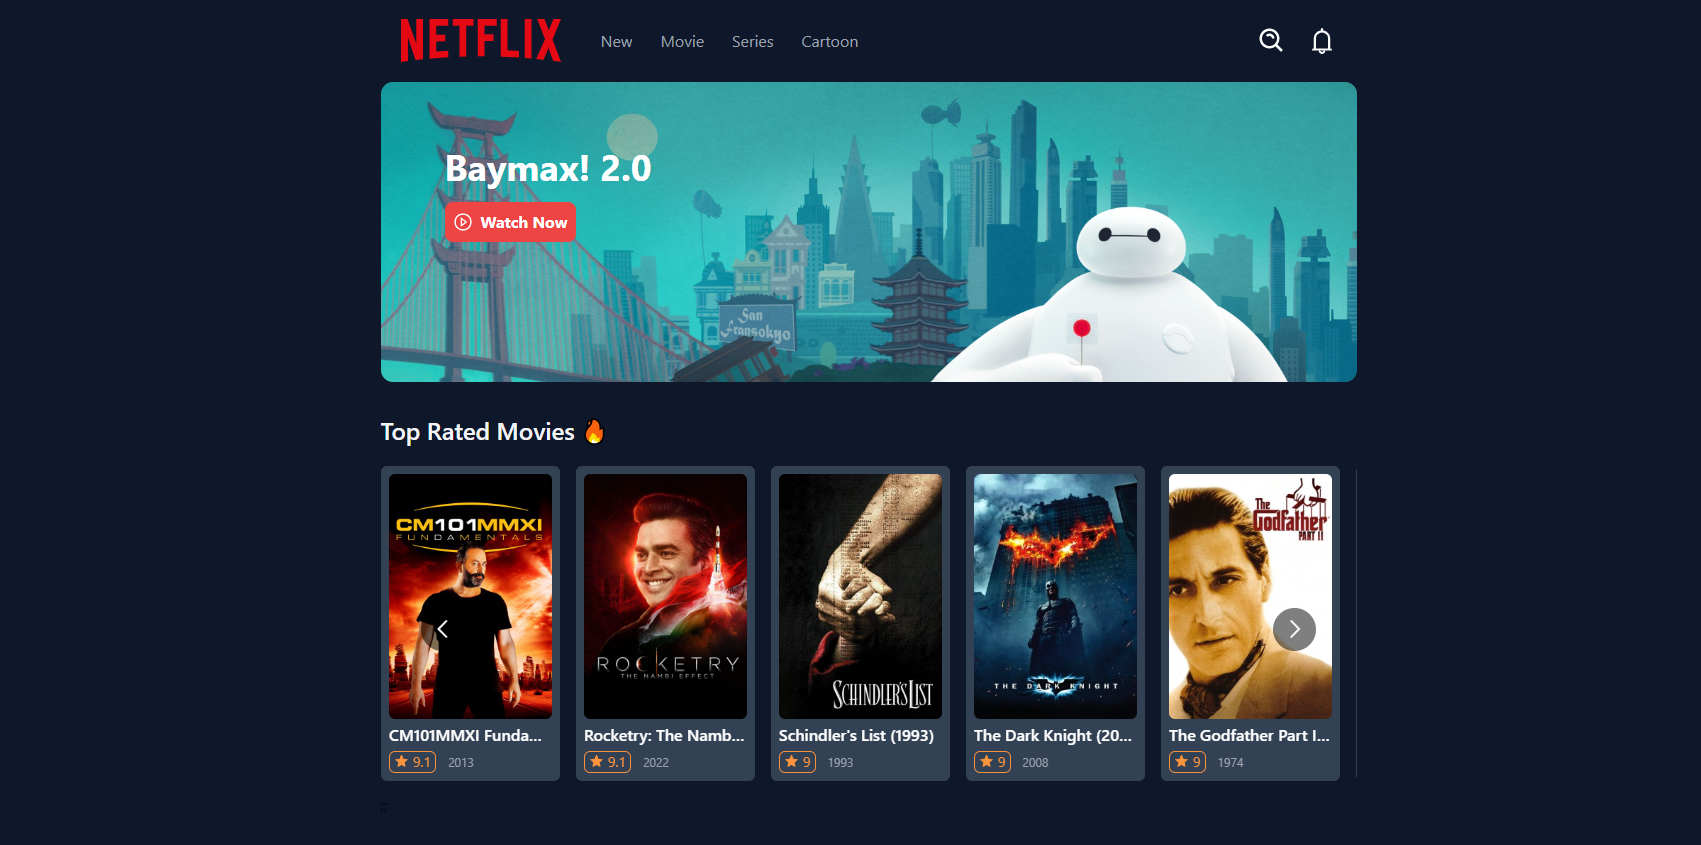 NETFLIX
New
Movie
Series
Cartoon
Baymax! 2.0
Watch Now
San
Fransokyo
Top Rated Movies 🔥
CM101MMXI
FUNDAMENTALS
ROCKETRY
THE NAMBI EFFECT
SCHINDLER'S LIST
THE DARK KNIGHT
The
Godfather
PART II
CM101MMXI Funda...
Rocketry: The Namb...
Schindler's List (1993)
The Dark Knight (20...
The Godfather Part I...
9.1 2013
9.1 2022
9 1993
9 2008
9 1974
;;